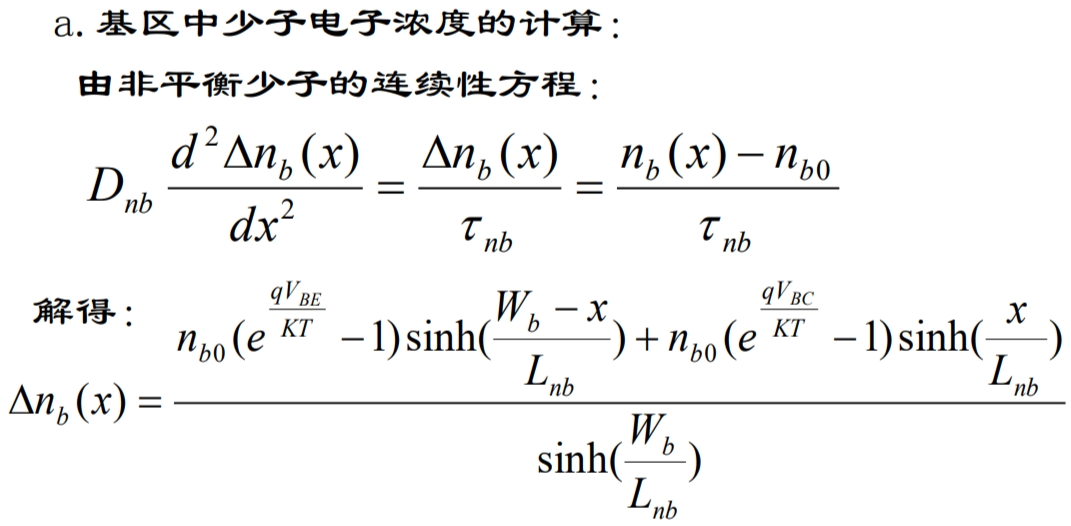 a. 基区中少子电子浓度的计算：
由非平衡少子的连续性方程：
$D_{nb} \frac{d^2 \Delta n_b(x)}{dx^2} = \frac{\Delta n_b(x)}{\tau_{nb}} = \frac{n_b(x) - n_{b0}}{\tau_{nb}}$
解得：
$\Delta n_b(x) = \frac{n_{b0}(e^{\frac{qV_{BE}}{KT}} - 1)\sinh(\frac{W_b - x}{L_{nb}}) + n_{b0}(e^{\frac{qV_{BC}}{KT}} - 1)\sinh(\frac{x}{L_{nb}})}{\sinh(\frac{W_b}{L_{nb}})}$